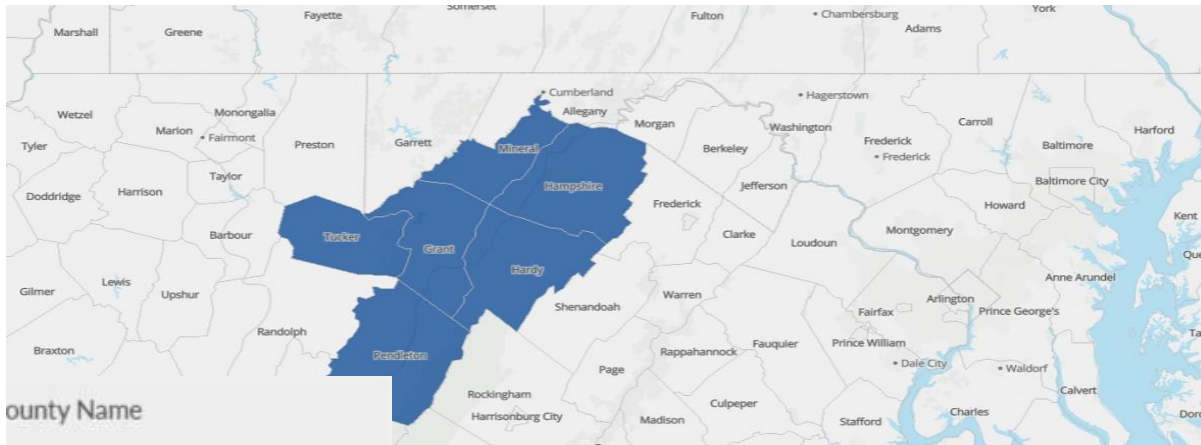 Somerset
York
Fayette
Fulton
Chambersburg
Marshall
Greene
Adams
Cumberland
Hagerstown
Wetzel
Monongalia
Allegany
Morgan
Washington
Carroll
Harford
Marion
Fairmont
Preston
Garrett
Mineral
Berkeley
Frederick
Frederick
Baltimore
Tyler
Taylor
Hampshire
Jefferson
Baltimore City
Doddridge
Harrison
Frederick
Howard
Kent
Barbour
Tucker
Grant
Clarke
Loudoun
Montgomery
Hardy
Anne Arundel
Gilmer
Lewis
Upshur
Shenandoah
Warren
Fairfax
Arlington
Prince George's
Randolph
Braxton
Pendleton
Rappahannock
Fauquier
Prince William
Dale City
Waldorf
Page
Calvert
Rockingham
Harrisonburg City
Madison
Culpeper
Stafford
Charles
ounty Name